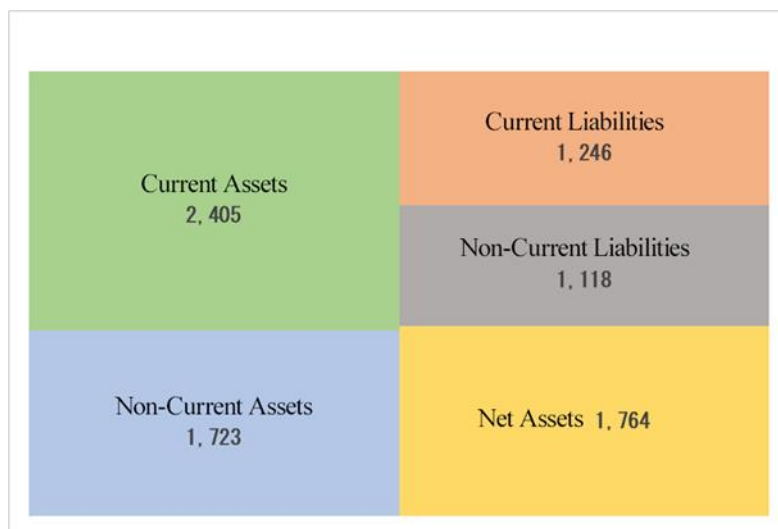 Current Assets
2, 405
Non-Current Assets
1, 723
Current Liabilities
1, 246
Non-Current Liabilities
1, 118
Net Assets 1, 764